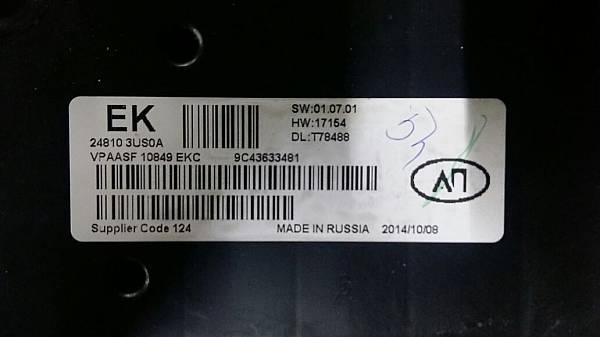 EK
SW:01.07.01
HW:17154
DL:T78488
24810 3US0A
VPAASF 10849 EKC 9C43633481
Supplier Code 124 MADE IN RUSSIA 2014/10/08